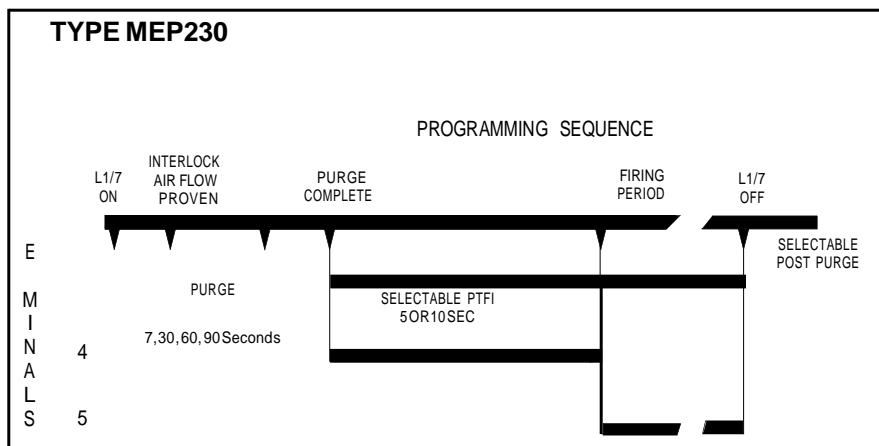 TYPE MEP230
PROGRAMMING SEQUENCE
L1/7
ON
INTERLOCK
AIR FLOW
PROVEN
PURGE
COMPLETE
FIRING
PERIOD
L1/7
OFF
SELECTABLE
POST PURGE
E
M
I
N
A
L
S
PURGE
7,30,60,90Seconds
SELECTABLE PTFI
5OR10SEC
4
5